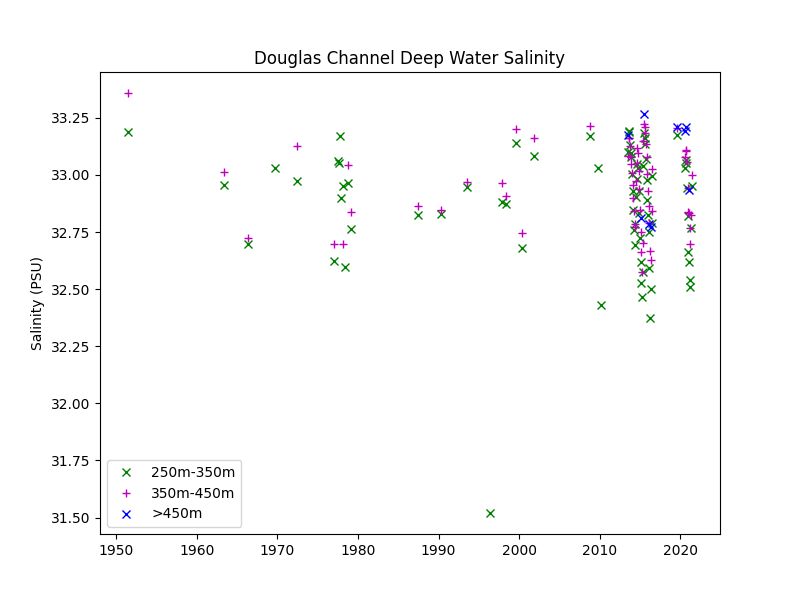 Douglas Channel Deep Water Salinity
Salinity (PSU)
33.25
33.00
32.75
32.50
32.25
32.00
31.75
31.50
250m-350m
350m-450m
>450m
1950 1960 1970 1980 1990 2000 2010 2020